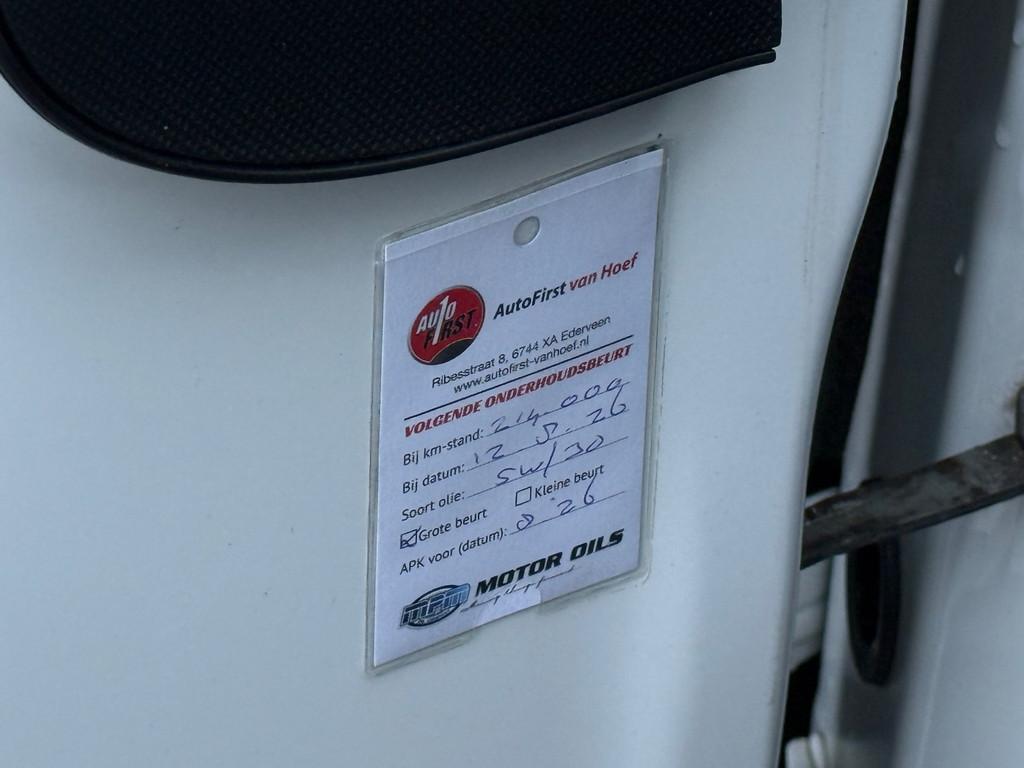 AUTO
FIRST
AutoFirst van Hoef
Ribesstraat 8, 6744 XA Ederveen
www.autofirst-vanhoef.nl
VOLGENDE ONDERHOUDSBEURT
Bij km-stand: 214-000
Bij datum: 12 5. 26
Soort olie: 5W/30
Grote beurt Kleine beurt
APK voor (datum): 8 26
MPM MOTOR OILS